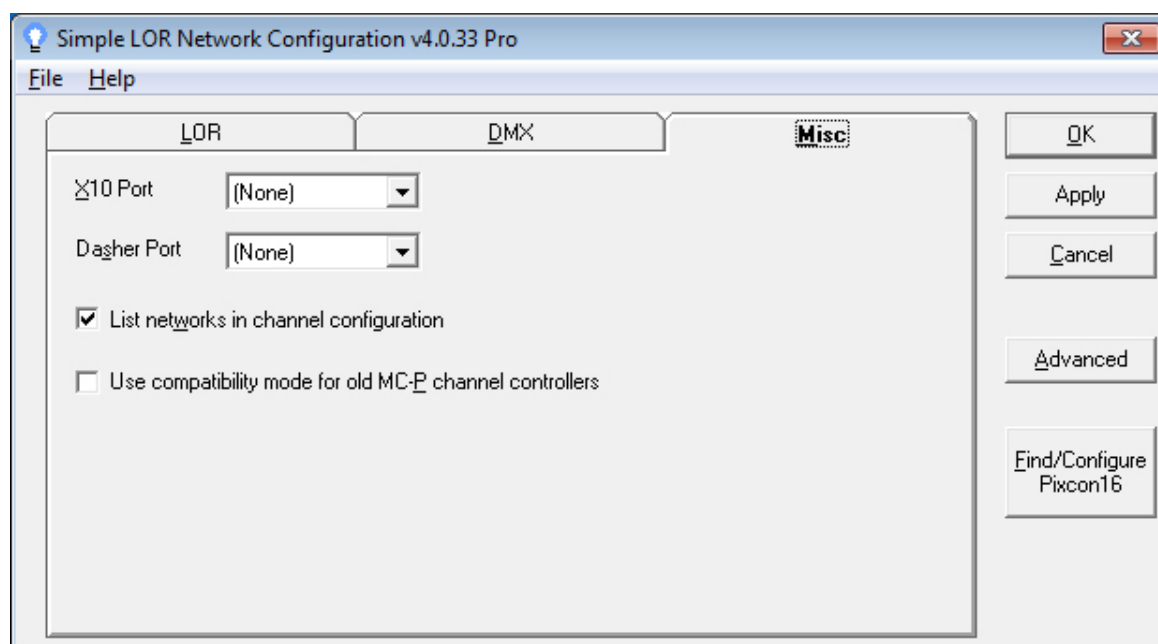 Simple LOR Network Configuration v4.0.33 Pro
File Help
LOR DMX Misc
OK
X10 Port (None)
Apply
Dasher Port (None)
Cancel
List networks in channel configuration
Advanced
Use compatibility mode for old MC-P channel controllers
Find/Configure
Pixcon16